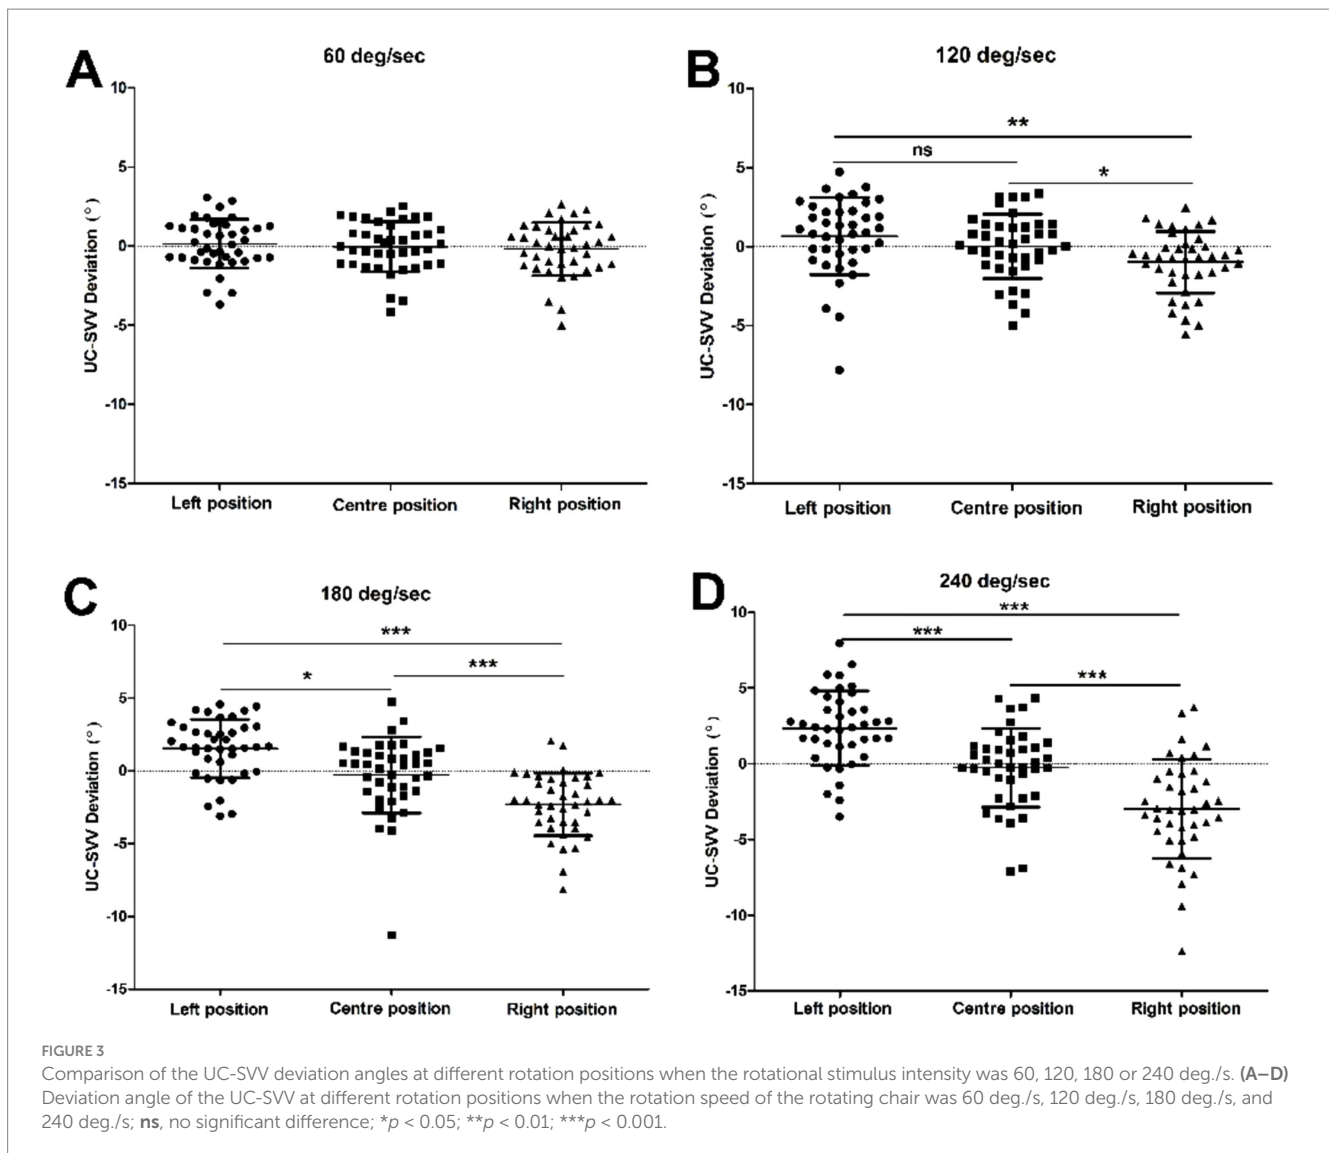 A
60 deg/sec
10
5
0
-5
-10
-15
UC-SVV Deviation (°)
Left position
Centre position
Right position
B
120 deg/sec
10
5
0
-5
-10
-15
UC-SVV Deviation (°)
**
ns
*
Left position
Centre position
Right position
C
180 deg/sec
10
5
0
-5
-10
-15
UC-SVV Deviation (°)
***
***
*
Left position
Centre position
Right position
D
240 deg/sec
10
5
0
-5
-10
-15
UC-SVV Deviation (°)
***
***
***
Left position
Centre position
Right position
FIGURE 3
Comparison of the UC-SVV deviation angles at different rotation positions when the rotational stimulus intensity was 60, 120, 180 or 240 deg./s. (A–D)
Deviation angle of the UC-SVV at different rotation positions when the rotation speed of the rotating chair was 60 deg./s, 120 deg./s, 180 deg./s, and
240 deg./s; ns, no significant difference; *p < 0.05; **p < 0.01; ***p < 0.001.